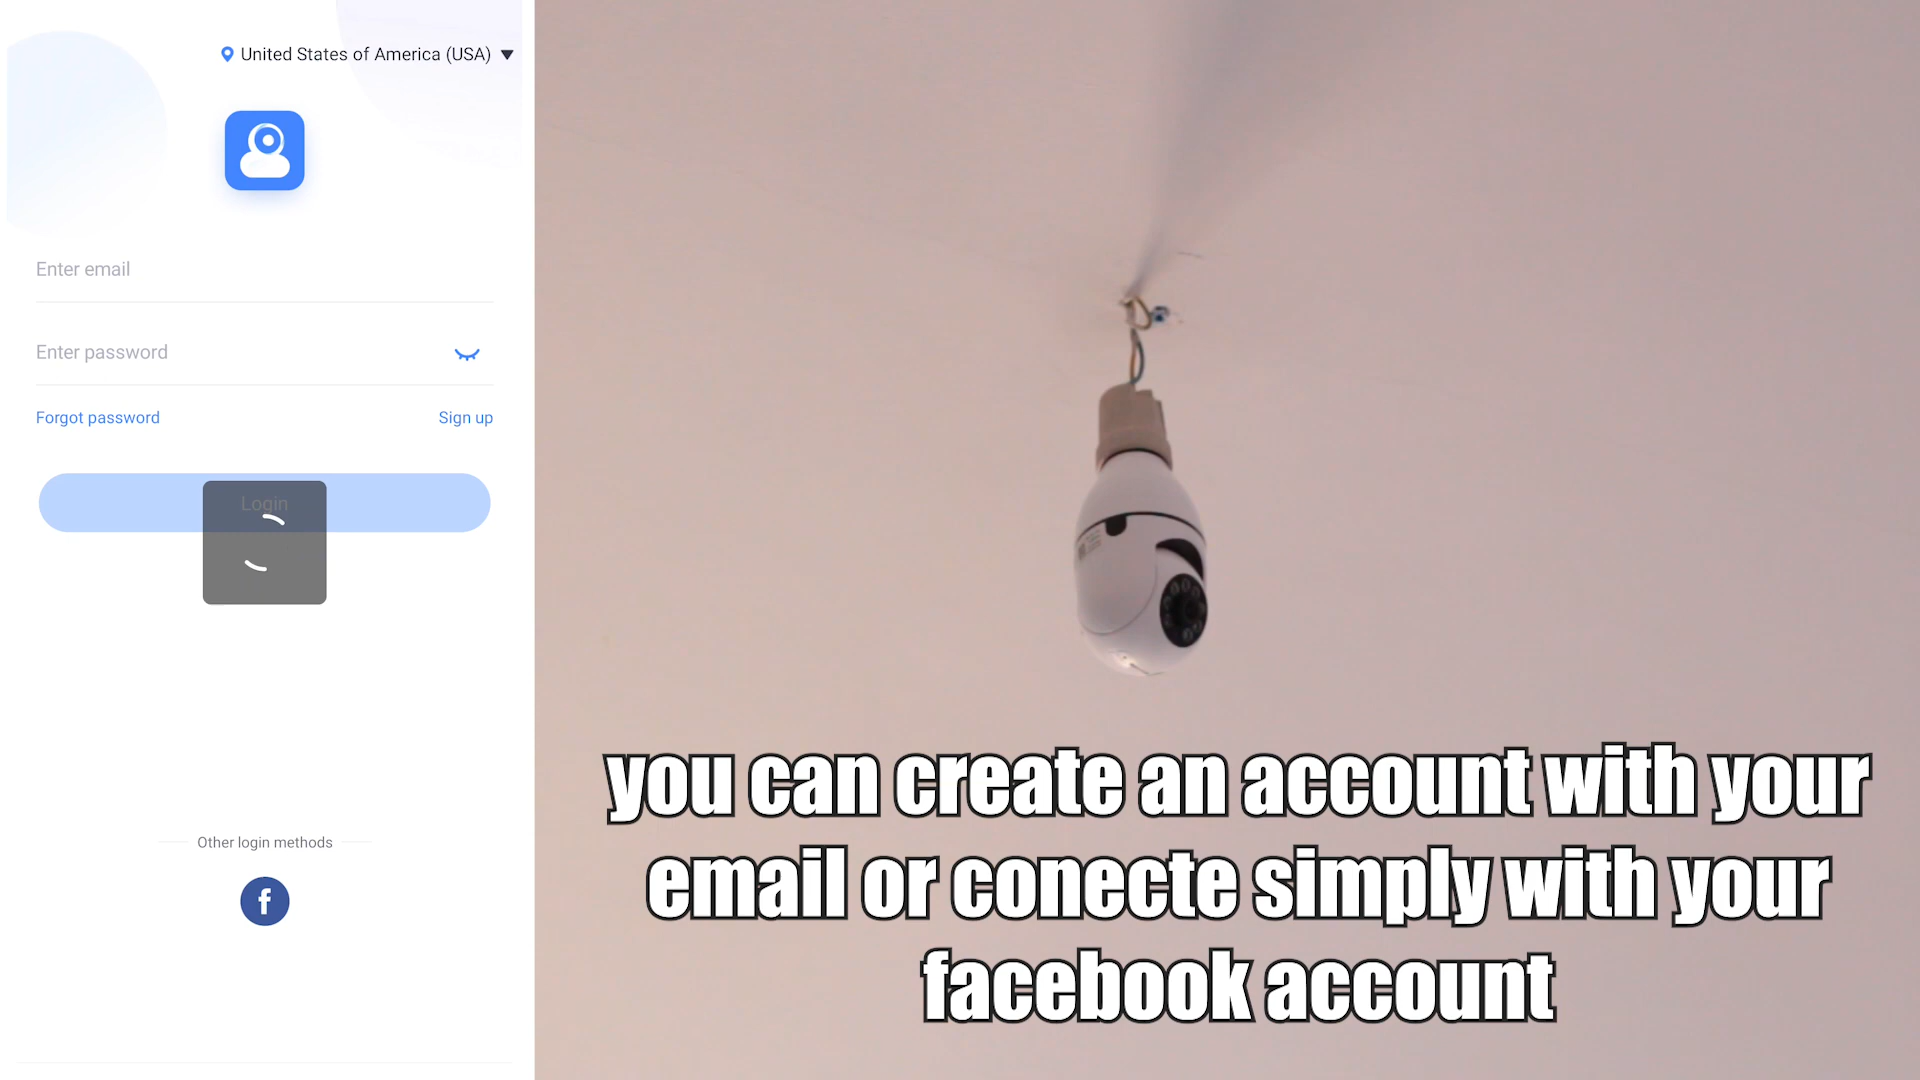 United States of America (USA)
Enter email
Enter password
Forgot password
Sign up
Login
Other login methods
f
you can create an account with your
email or conecte simply with your
facebook account